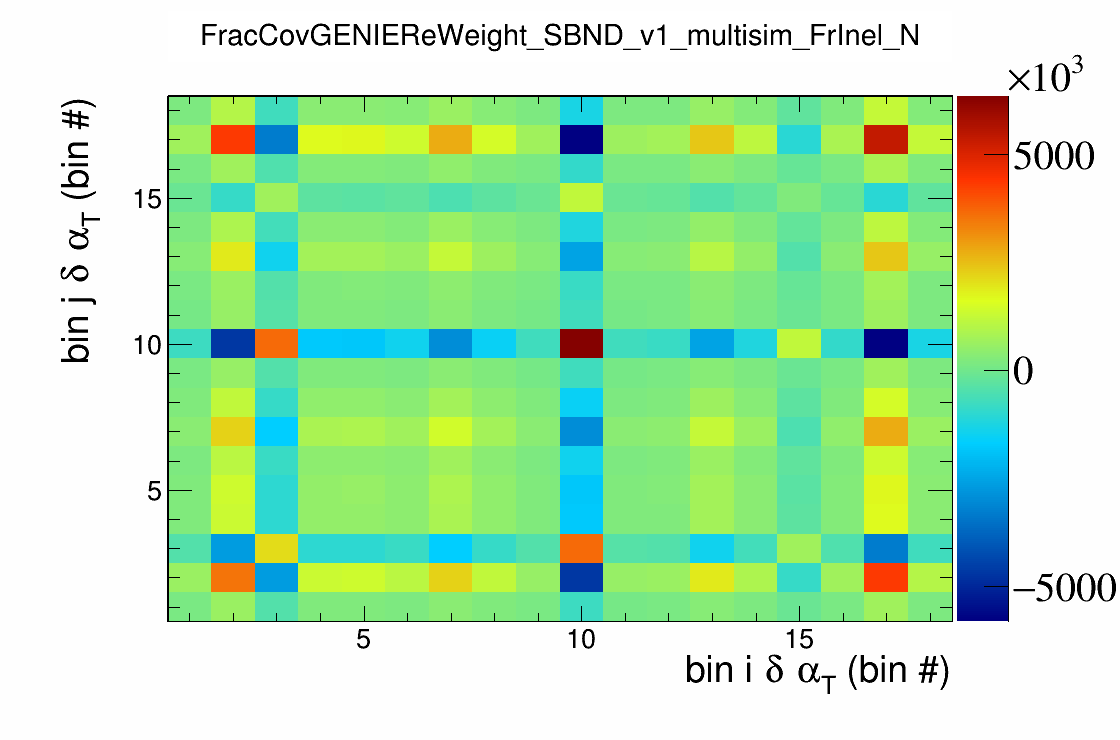 FracCovGENIEReWeight_SBND_v1_multisim_FrInel_N
×10³
bin j δ α_T (bin #)
15
10
5
5000
0
−5000
5 10 15
bin i δ α_T (bin #)